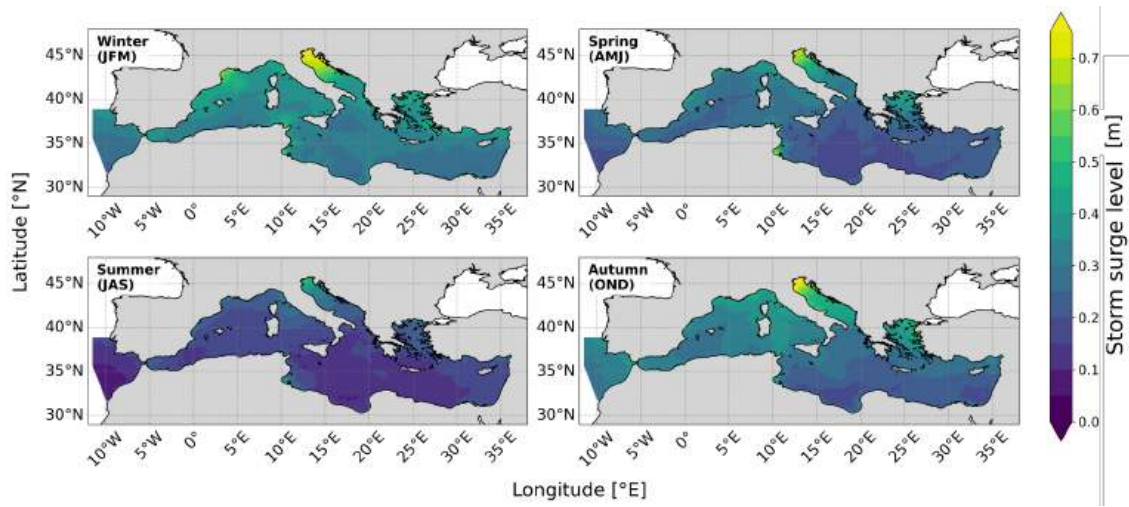 Winter
(JFM)
45°N
40°N
35°N
30°N
10°W
5°W
0°
5°E
10°E
15°E
20°E
25°E
30°E
35°E
Spring
(AMJ)
45°N
40°N
35°N
30°N
10°W
5°W
0°
5°E
10°E
15°E
20°E
25°E
30°E
35°E
Summer
(JAS)
45°N
40°N
35°N
30°N
10°W
5°W
0°
5°E
10°E
15°E
20°E
25°E
30°E
35°E
Autumn
(OND)
45°N
40°N
35°N
30°N
10°W
5°W
0°
5°E
10°E
15°E
20°E
25°E
30°E
35°E
Latitude [°N]
Longitude [°E]
0.7
0.6
0.5
0.4
0.3
0.2
0.1
0.0
Storm surge level [m]